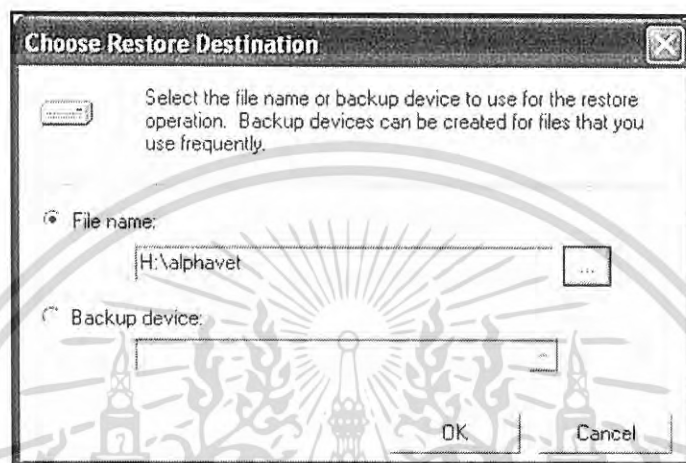 Choose Restore Destination
Select the file name or backup device to use for the restore
operation. Backup devices can be created for files that you
use frequently.
File name:
H:\alphavet
...
Backup device:
OK Cancel